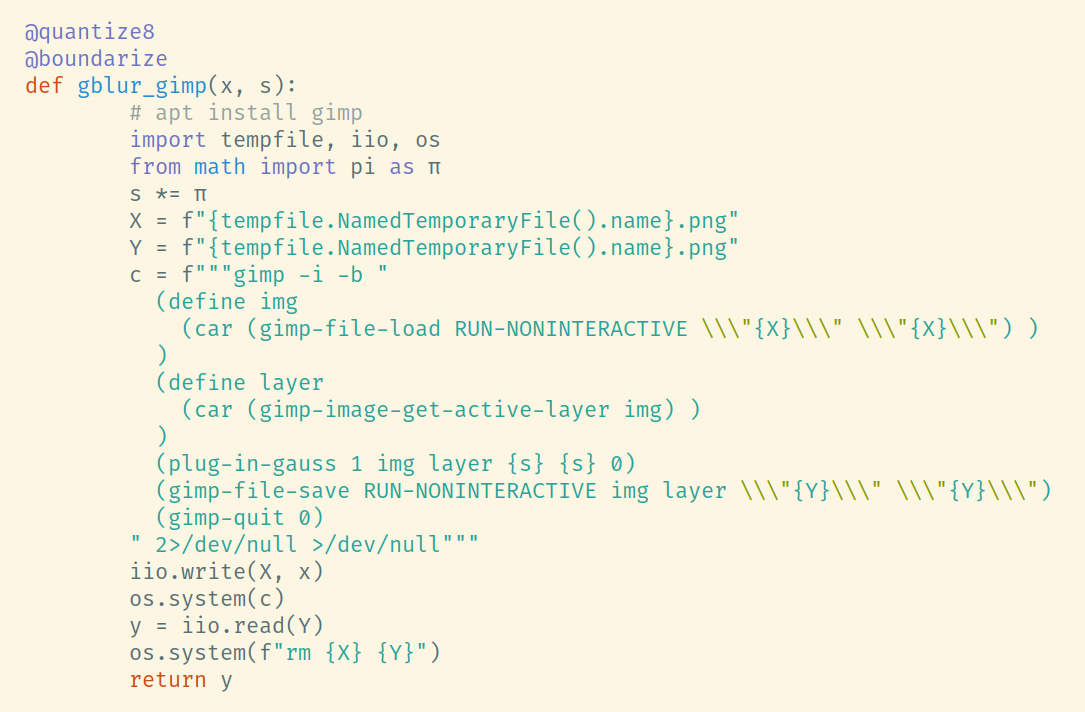 @quantize8
@boundarize
def gblur_gimp(x, s):
        # apt install gimp
        import tempfile, iio, os
        from math import pi as π
        s *= π
        X = f"{tempfile.NamedTemporaryFile().name}.png"
        Y = f"{tempfile.NamedTemporaryFile().name}.png"
        c = f"""gimp -i -b "
          (define img
            (car (gimp-file-load RUN-NONINTERACTIVE \\\"{X}\\\" \\\"{X}\\\") )
          )
          (define layer
            (car (gimp-image-get-active-layer img) )
          )
          (plug-in-gauss 1 img layer {s} {s} 0)
          (gimp-file-save RUN-NONINTERACTIVE img layer \\\"{Y}\\\" \\\"{Y}\\\")
          (gimp-quit 0)
        " 2>/dev/null >/dev/null"""
        iio.write(X, x)
        os.system(c)
        y = iio.read(Y)
        os.system(f"rm {X} {Y}")
        return y